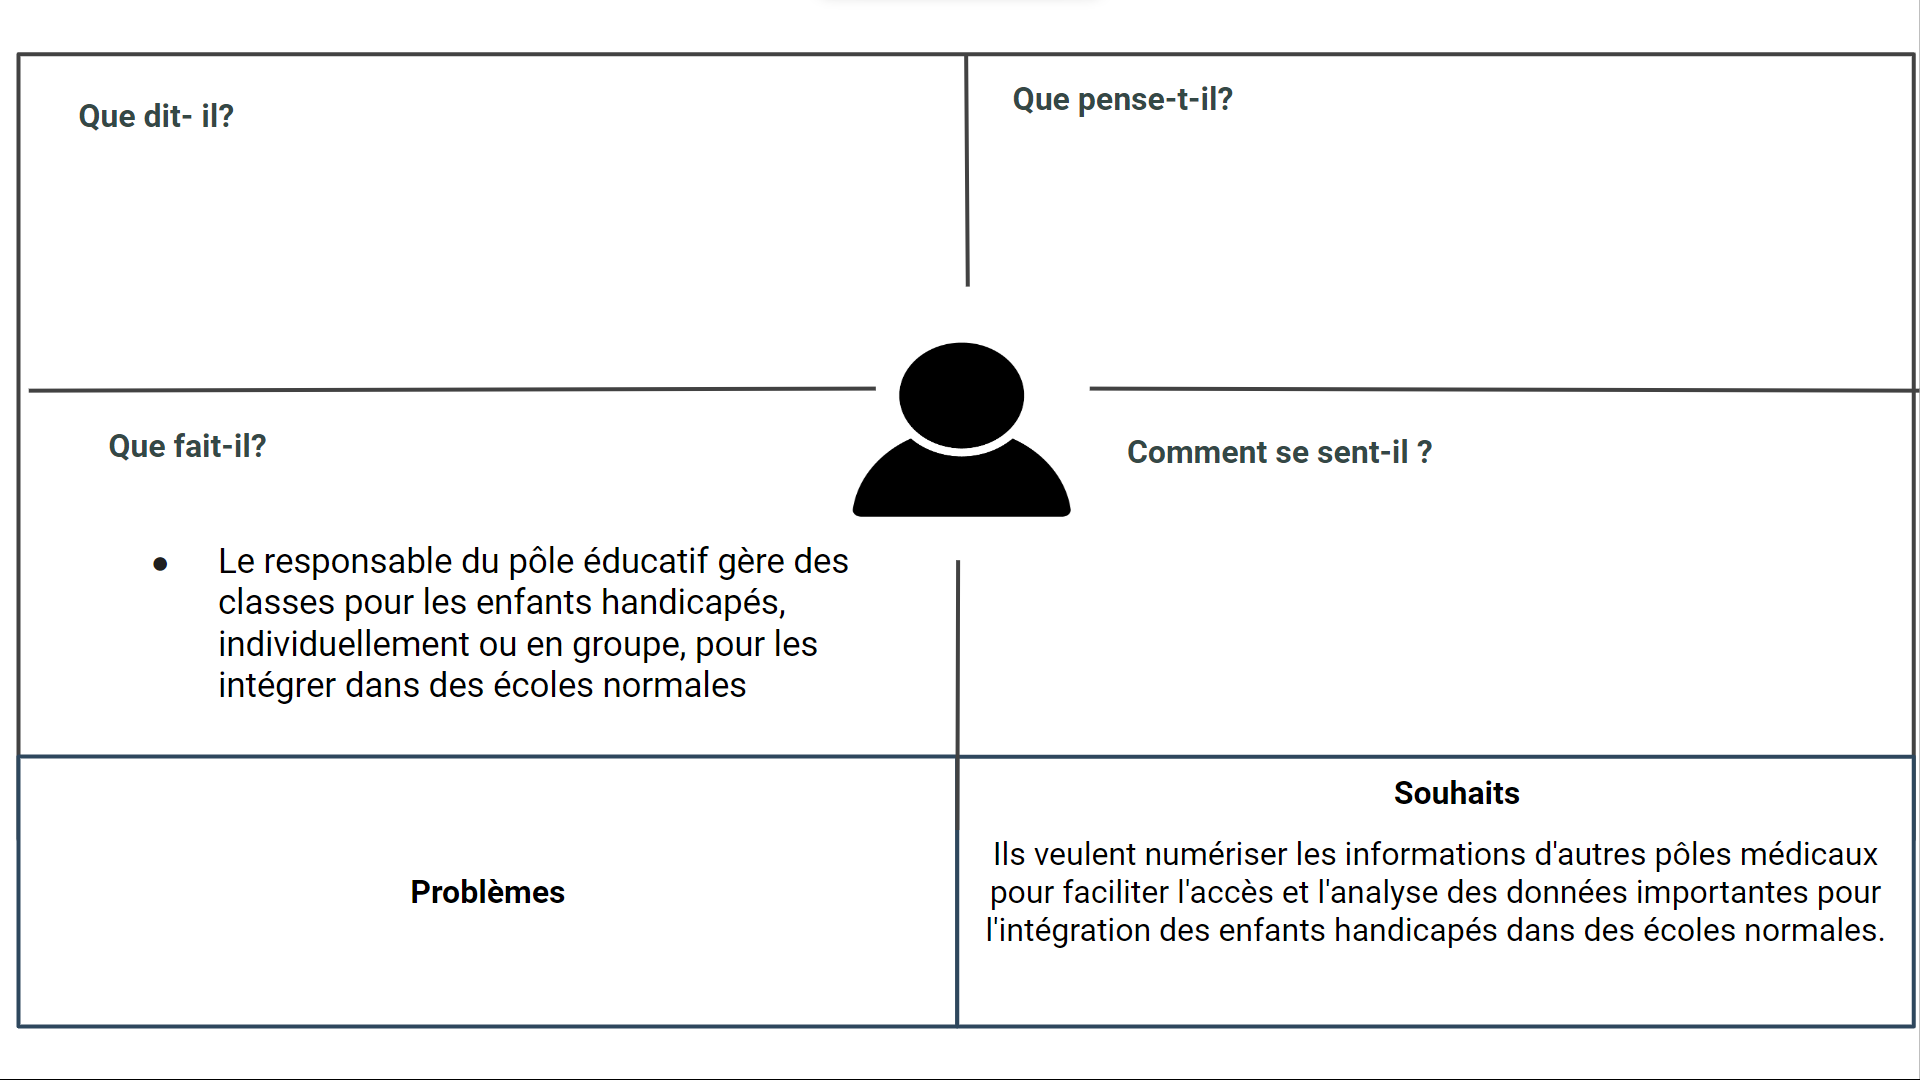 Que dit- il?
Que pense-t-il?
Que fait-il?
● Le responsable du pôle éducatif gère des
classes pour les enfants handicapés,
individuellement ou en groupe, pour les
intégrer dans des écoles normales
Comment se sent-il ?
Problèmes
Souhaits
Ils veulent numériser les informations d'autres pôles médicaux
pour faciliter l'accès et l'analyse des données importantes pour
l'intégration des enfants handicapés dans des écoles normales.